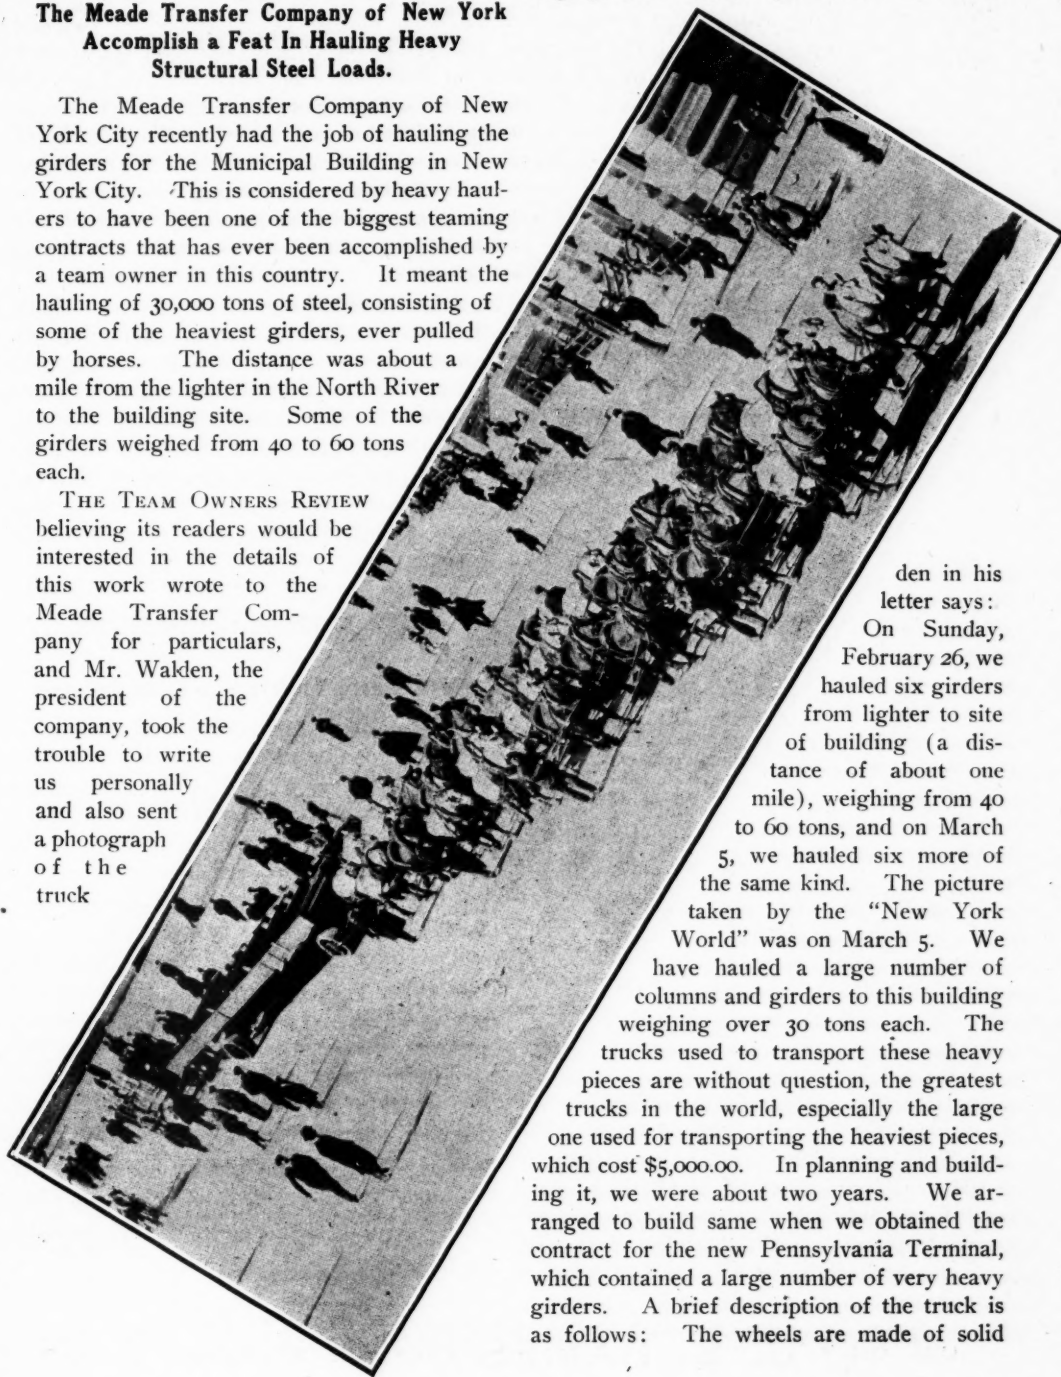 The Meade Transfer Company of New York
Accomplish a Feat In Hauling Heavy
Structural Steel Loads.
The Meade Transfer Company of New
York City recently had the job of hauling the
girders for the Municipal Building in New
York City. This is considered by heavy haul-
ers to have been one of the biggest teaming
contracts that has ever been accomplished by
a team owner in this country. It meant the
hauling of 30,000 tons of steel, consisting of
some of the heaviest girders, ever pulled
by horses. The distance was about a
mile from the lighter in the North River
to the building site. Some of the
girders weighed from 40 to 60 tons
each.
THE TEAM OWNERS REVIEW
believing its readers would be
interested in the details of
this work wrote to the
Meade Transfer Com-
pany for particulars,
and Mr. Walden, the
president of the
company, took the
trouble to write
us personally
and also sent
a photograph
of the
truck
den in his
letter says:
On Sunday,
February 26, we
hauled six girders
from lighter to site
of building (a dis-
tance of about one
mile), weighing from 40
to 60 tons, and on March
5, we hauled six more of
the same kind. The picture
taken by the “New York
World” was on March 5. We
have hauled a large number of
columns and girders to this building
weighing over 30 tons each. The
trucks used to transport these heavy
pieces are without question, the greatest
trucks in the world, especially the large
one used for transporting the heaviest pieces,
which cost $5,000.00. In planning and build-
ing it, we were about two years. We ar-
ranged to build same when we obtained the
contract for the new Pennsylvania Terminal,
which contained a large number of very heavy
girders. A brief description of the truck is
as follows: The wheels are made of solid